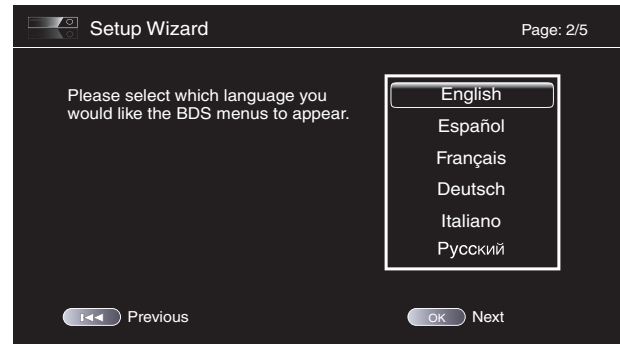 Setup Wizard
Page: 2/5
Please select which language you
would like the BDS menus to appear.
English
Español
Français
Deutsch
Italiano
Русский
Previous
OK Next